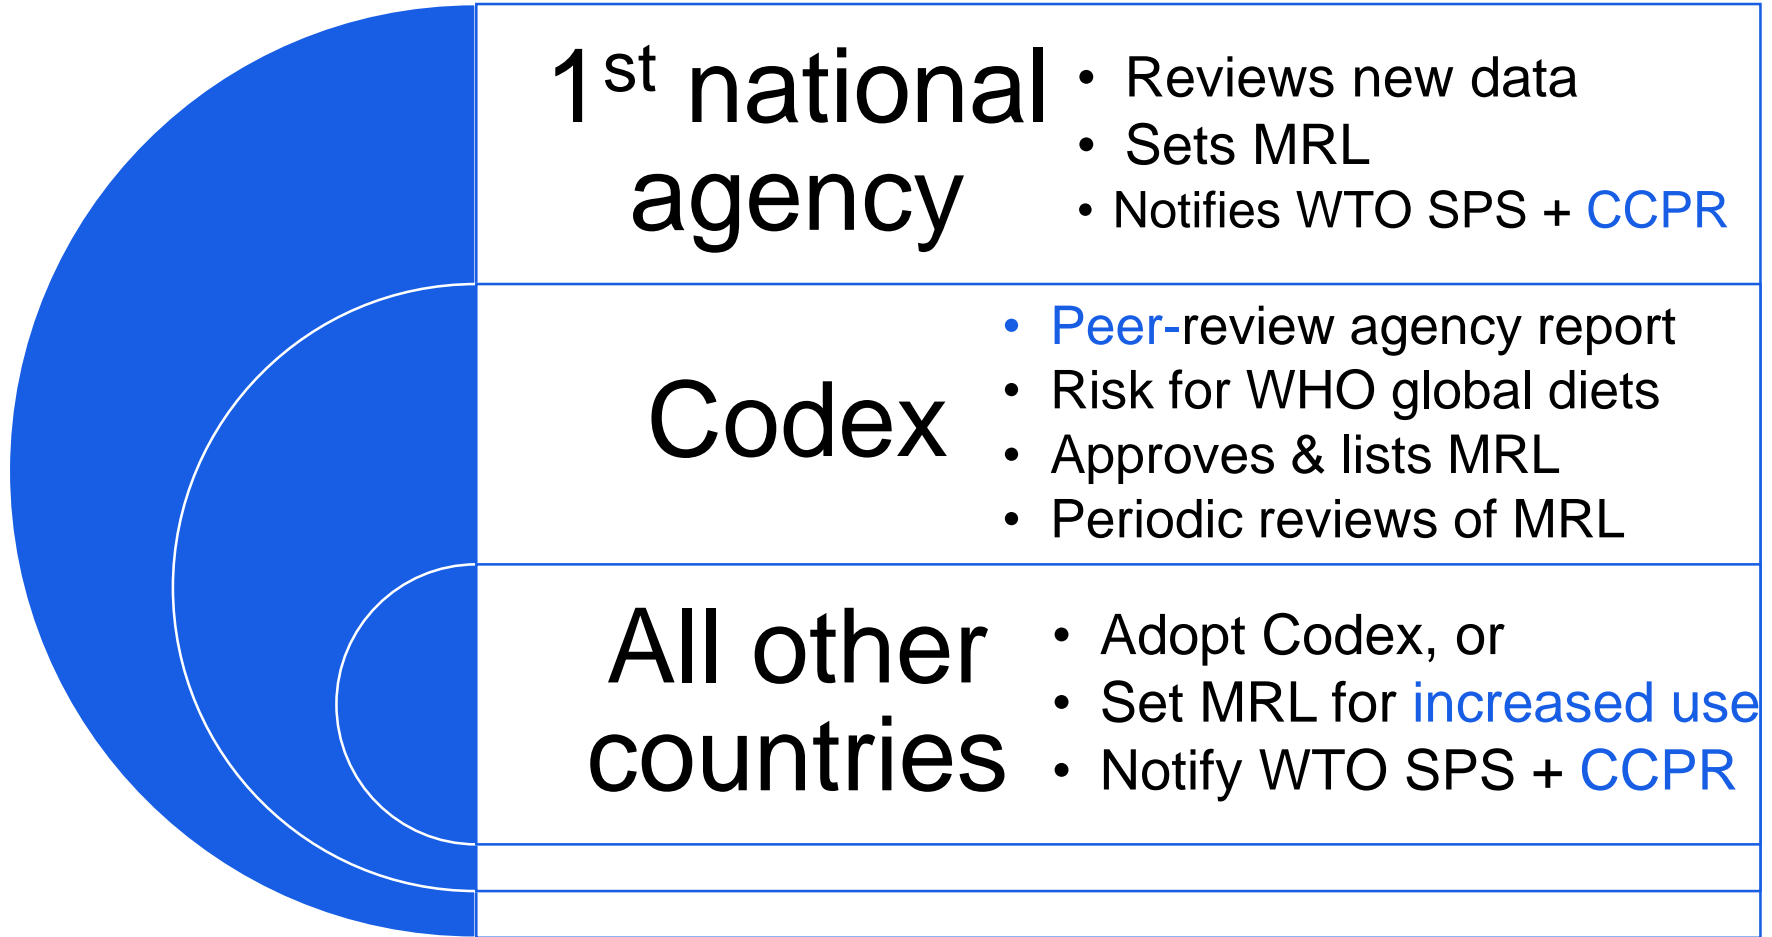 1st national
agency
• Reviews new data
• Sets MRL
• Notifies WTO SPS + CCPR
Codex
• Peer-review agency report
• Risk for WHO global diets
• Approves & lists MRL
• Periodic reviews of MRL
All other
countries
• Adopt Codex, or
• Set MRL for increased use
• Notify WTO SPS + CCPR